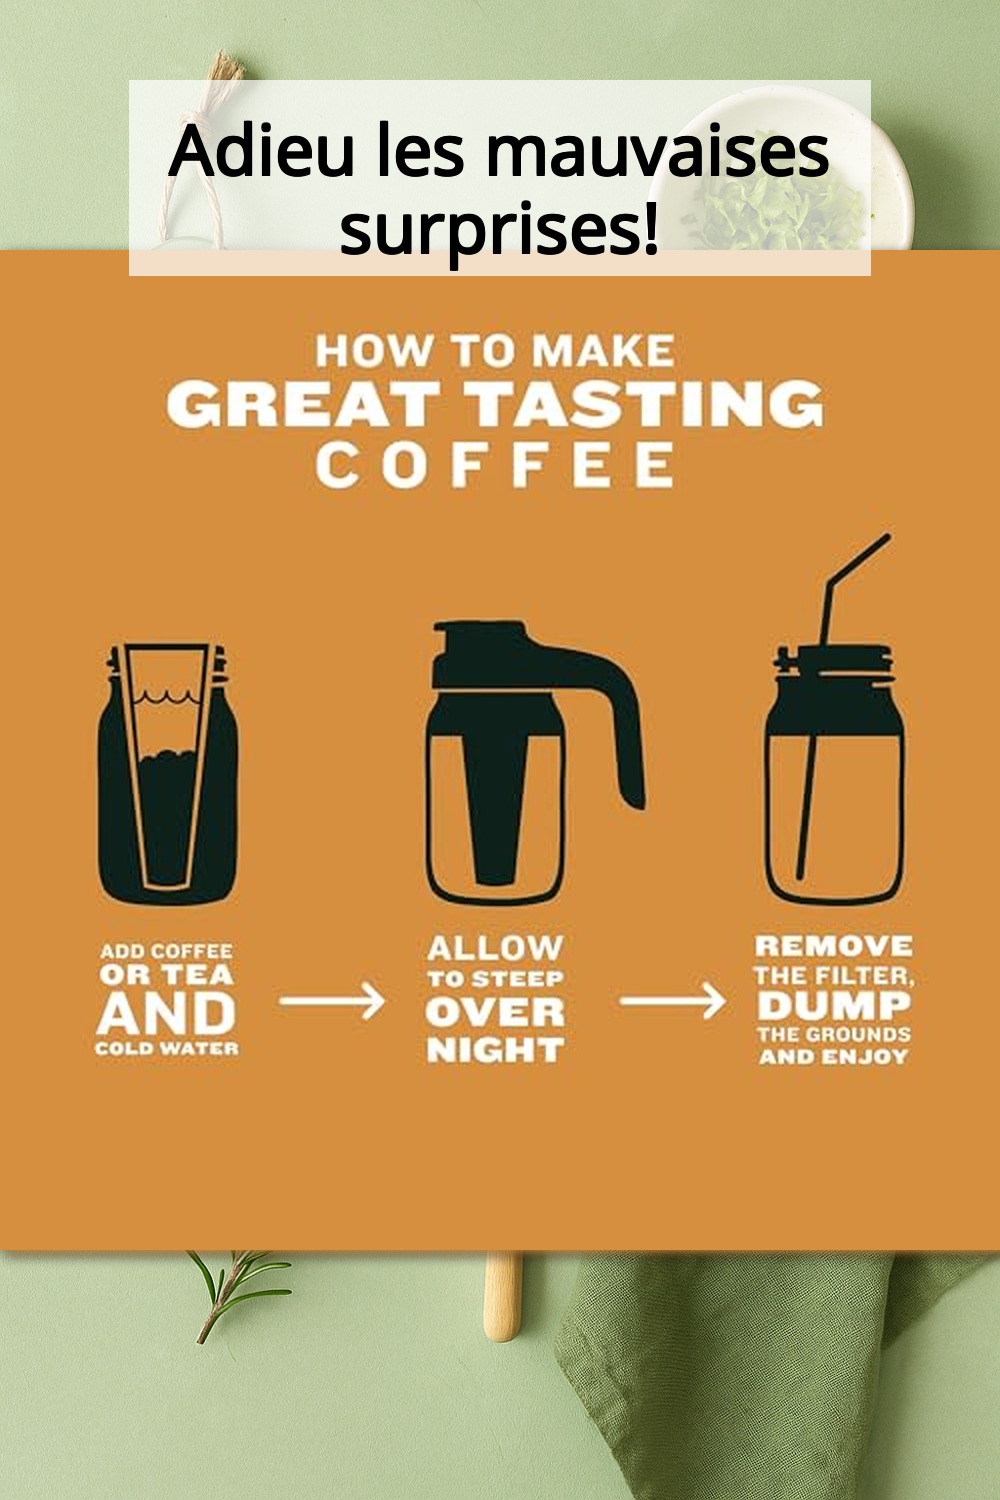 Adieu les mauvaises
surprises!
HOW TO MAKE
GREAT TASTING
COFFEE
ADD COFFEE
OR TEA
AND
COLD WATER
ALLOW
TO STEEP
OVER
NIGHT
REMOVE
THE FILTER,
DUMP
THE GROUNDS
AND ENJOY